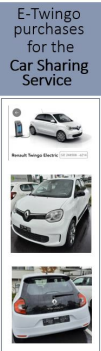 E-Twingo
purchases
for the
Car Sharing
Service
Renault Twingo Electric